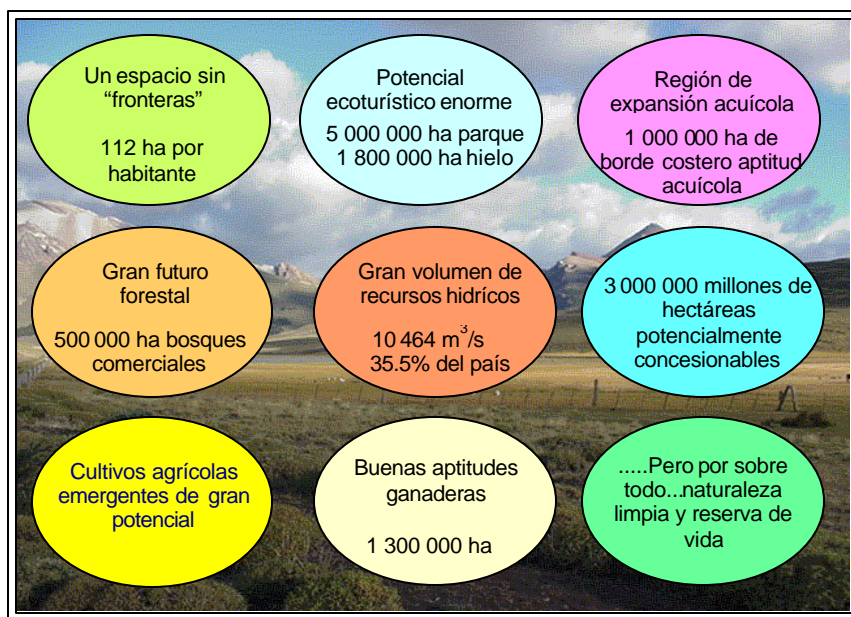 Un espacio sin
“fronteras”
112 ha por
habitante
Potencial
ecoturístico enorme
5 000 000 ha parque
1 800 000 ha hielo
Región de
expansión acuícola
1 000 000 ha de
borde costero aptitud
acuícola
Gran futuro
forestal
500 000 ha bosques
comerciales
Gran volumen de
recursos hidrícos
10 464 m³/s
35.5% del país
3 000 000 millones de
hectáreas
potencialmente
concesionables
Cultivos agrícolas
emergentes de gran
potencial
Buenas aptitudes
ganaderas
1 300 000 ha
.....Pero por sobre
todo...naturaleza
limpia y reserva de
vida